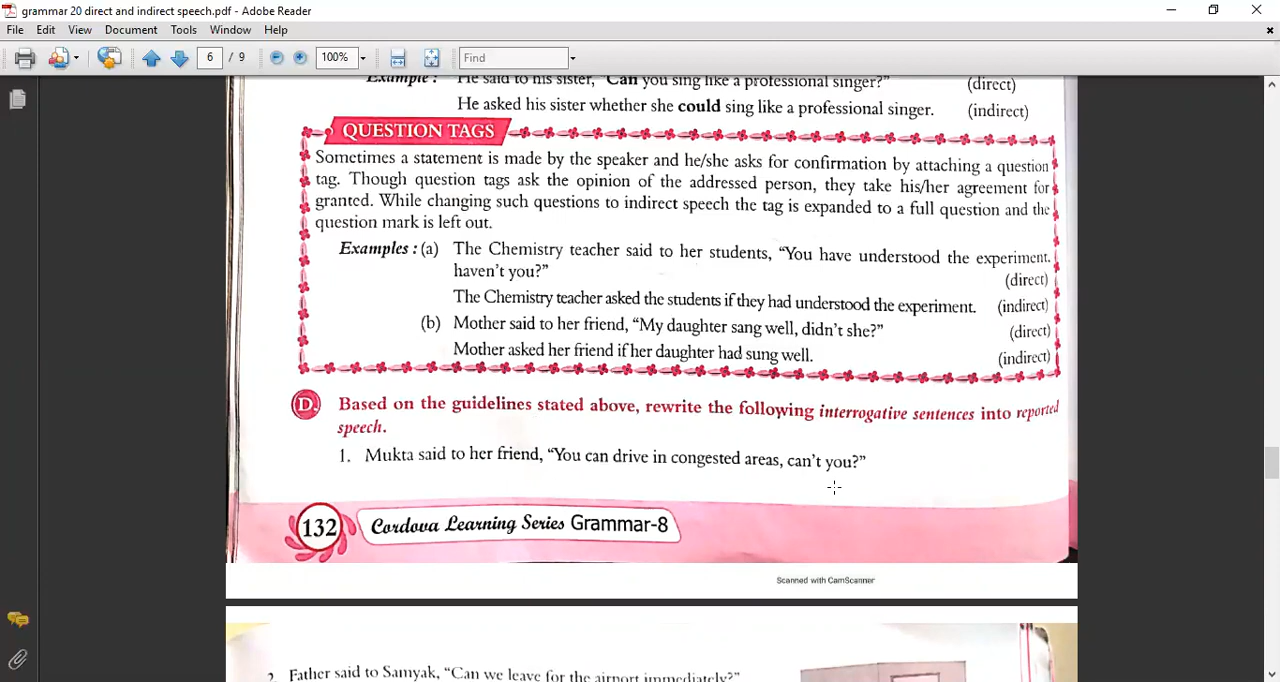 grammar 20 direct and indirect speech.pdf - Adobe Reader
File Edit View Document Tools Window Help
6 / 9 100% Find
Example : He said to his sister, "Can you sing like a professional singer?" (direct)
He asked his sister whether she could sing like a professional singer. (indirect)
QUESTION TAGS
Sometimes a statement is made by the speaker and he/she asks for confirmation by attaching a question
tag. Though question tags ask the opinion of the addressed person, they take his/her agreement for
granted. While changing such questions to indirect speech the tag is expanded to a full question and the
question mark is left out.
Examples : (a) The Chemistry teacher said to her students, "You have understood the experiment.
haven't you?" (direct)
The Chemistry teacher asked the students if they had understood the experiment. (indirect)
(b) Mother said to her friend, "My daughter sang well, didn't she?" (direct)
Mother asked her friend if her daughter had sung well. (indirect)
D. Based on the guidelines stated above, rewrite the following interrogative sentences into reported
speech.
1. Mukta said to her friend, "You can drive in congested areas, can't you?"
132 Cordova Learning Series Grammar-8
Scanned with CamScanner
2. Father said to Samyak, "Can we leave for the airport immediately?"